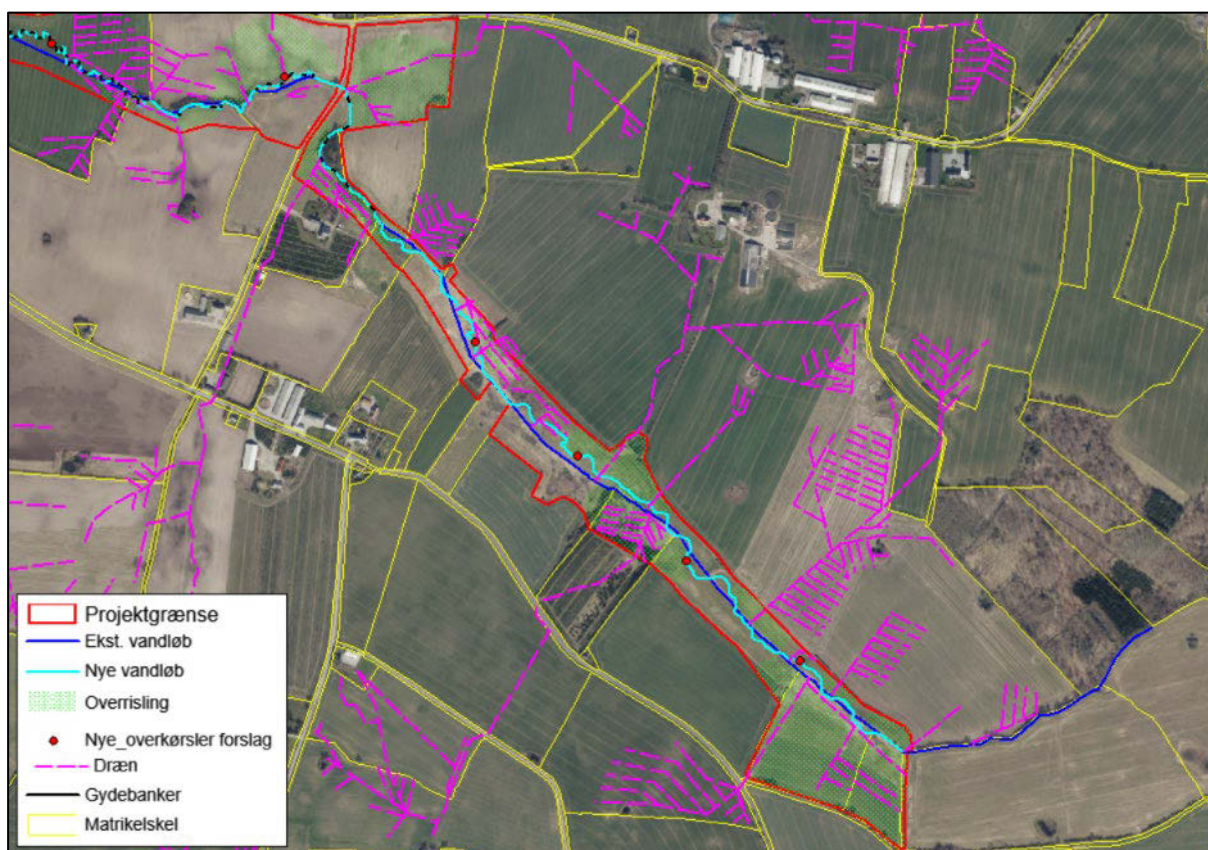 Projektgrænse
Ekst. vandløb
Nye vandløb
Overrisling
Nye_overkørsler forslag
Dræn
Gydebanker
Matrikelskel